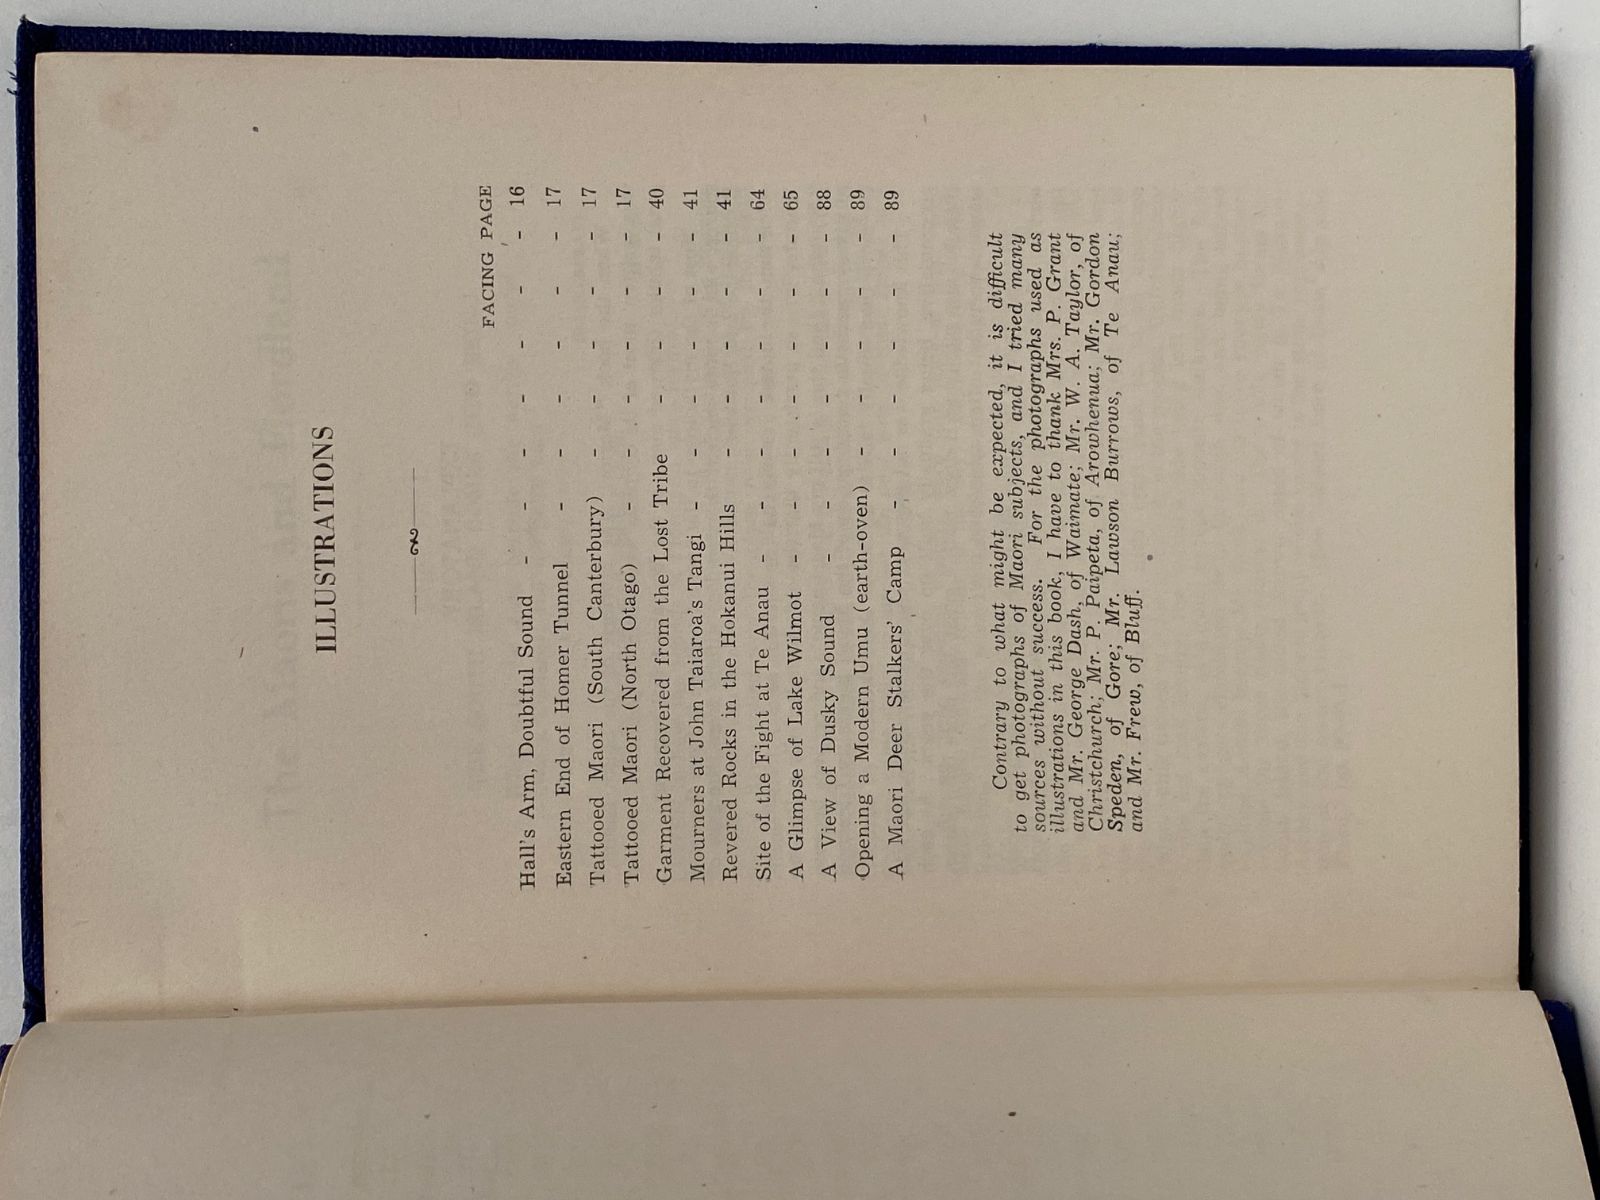 ILLUSTRATIONS
FACING PAGE
Hall's Arm, Doubtful Sound - - - - - - - 16
Eastern End of Homer Tunnel - - - - - - 17
Tattooed Maori (South Canterbury) - - - - - 17
Tattooed Maori (North Otago) - - - - - - 17
Garment Recovered from the Lost Tribe - - - - 40
Mourners at John Taiaroa's Tangi - - - - - - 41
Revered Rocks in the Hokanui Hills - - - - - 41
Site of the Fight at Te Anau - - - - - - - 64
A Glimpse of Lake Wilmot - - - - - - - 65
A View of Dusky Sound - - - - - - - 88
Opening a Modern Umu (earth-oven) - - - - - 89
A Maori Deer Stalkers' Camp - - - - - - 89
Contrary to what might be expected, it is difficult
to get photographs of Maori subjects, and I tried many
sources without success. For the photographs used as
illustrations in this book, I have to thank Mrs. P. Grant
and Mr. George Dash, of Waimate; Mr. W. A. Taylor, of
Christchurch; Mr. P. Paipeta, of Arowhenua; Mr. Gordon
Speden, of Gore; Mr. Lawson Burrows, of Te Anau;
and Mr. Frew, of Bluff.